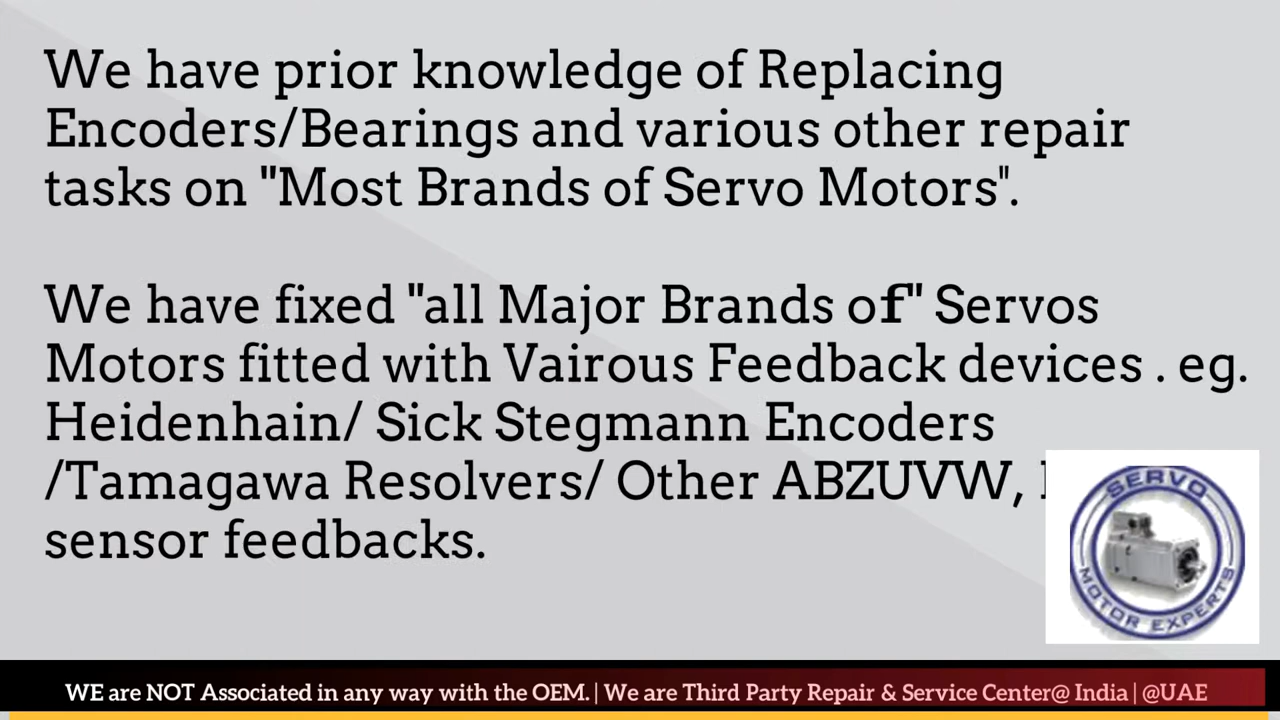 We have prior knowledge of Replacing
Encoders/Bearings and various other repair
tasks on "Most Brands of Servo Motors".
We have fixed "all Major Brands of" Servos
Motors fitted with Vairous Feedback devices . eg.
Heidenhain/ Sick Stegmann Encoders
/Tamagawa Resolvers/ Other ABZUVW,
sensor feedbacks.
SERVO
MOTOR EXPERTS
WE are NOT Associated in any way with the OEM. | We are Third Party Repair & Service Center@ India | @UAE